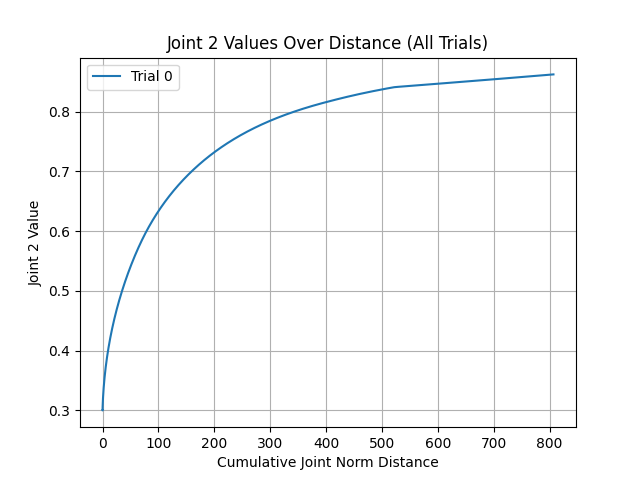 Joint 2 Values Over Distance (All Trials)
Trial 0
Joint 2 Value
0.8
0.7
0.6
0.5
0.4
0.3
0 100 200 300 400 500 600 700 800
Cumulative Joint Norm Distance